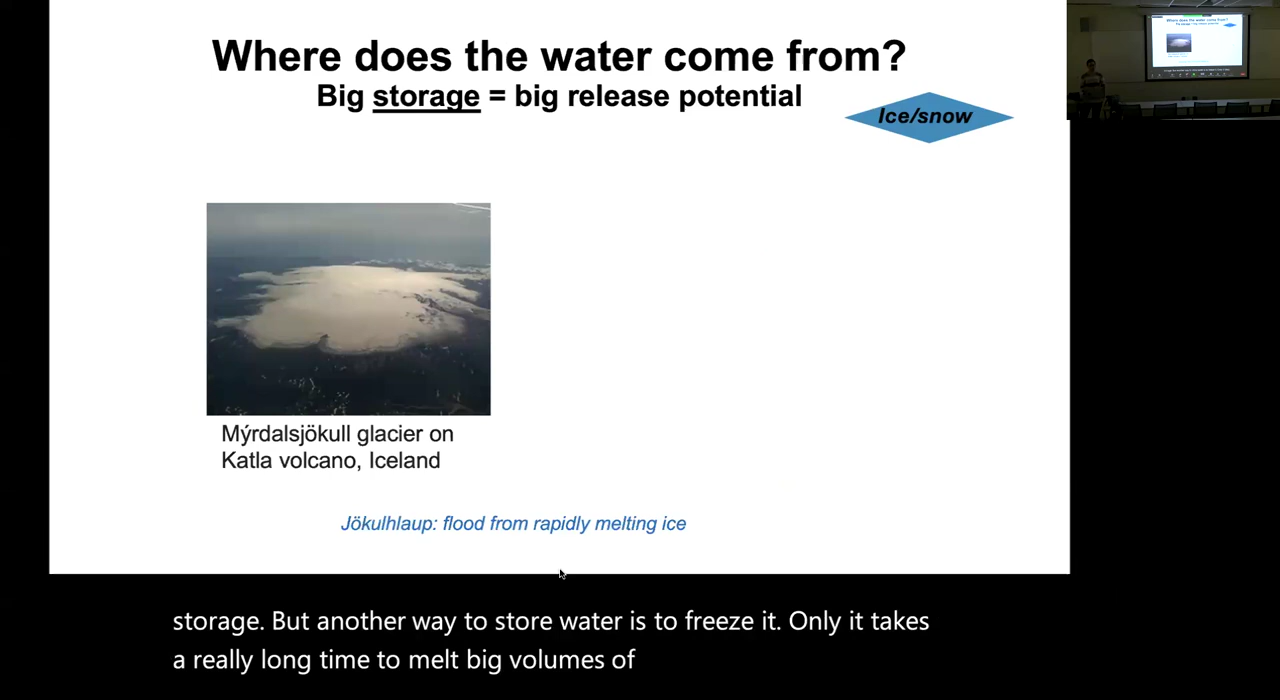 Where does the water come from?
Big storage = big release potential
Ice/snow
Mýrdalsjökull glacier on
Katla volcano, Iceland
Jökulhlaup: flood from rapidly melting ice
storage. But another way to store water is to freeze it. Only it takes
a really long time to melt big volumes of